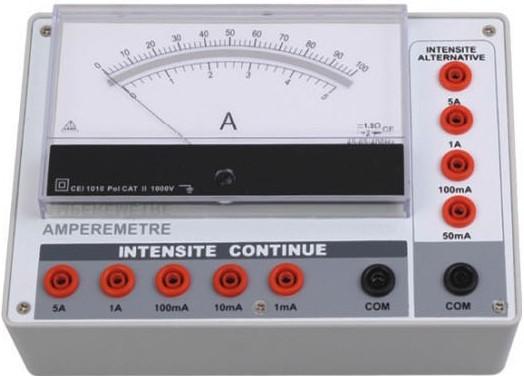 0 10 20 30 40 50 60 70 80 90 100
0 1 2 3 4 5
A
CE
CEI 1010 Pol CAT II 1000V
AMPEREMETRE
INTENSITE CONTINUE
5A 1A 100mA 10mA 1mA COM
INTENSITE
ALTERNATIVE
5A
1A
100mA
50mA
COM